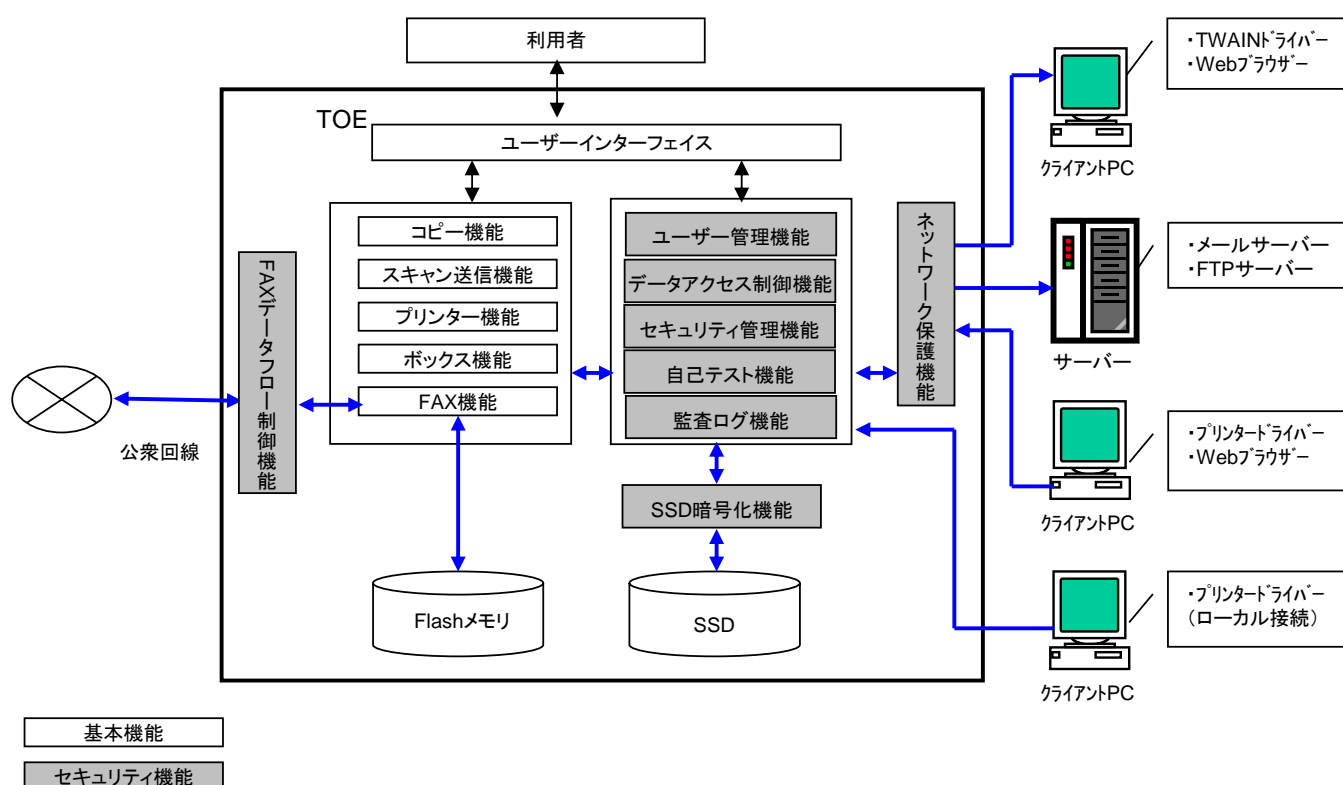 利用者
TOE
ユーザーインターフェイス
コピー機能
スキャン送信機能
プリンター機能
ボックス機能
FAX機能
ユーザー管理機能
データアクセス制御機能
セキュリティ管理機能
自己テスト機能
監査ログ機能
FAXデータフロー制御機能
ネットワーク保護機能
公衆回線
SSD暗号化機能
Flashメモリ
SSD
・TWAINﾄﾞﾗｲﾊﾞｰ
・Webﾌﾞﾗｳｻﾞｰ
ｸﾗｲｱﾝﾄPC
・メールサーバー
・FTPサーバー
サーバー
・ﾌﾟﾘﾝﾀｰﾄﾞﾗｲﾊﾞｰ
・Webﾌﾞﾗｳｻﾞｰ
ｸﾗｲｱﾝﾄPC
・ﾌﾟﾘﾝﾀｰﾄﾞﾗｲﾊﾞｰ
(ローカル接続)
ｸﾗｲｱﾝﾄPC
基本機能
セキュリティ機能